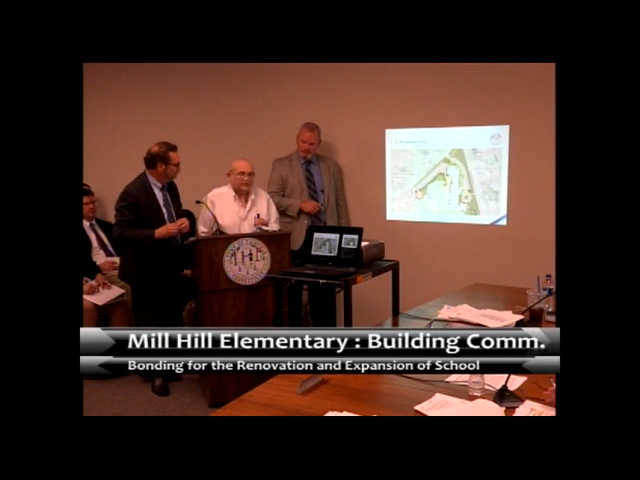 Mill Hill Elementary : Building Comm.
Bonding for the Renovation and Expansion of School